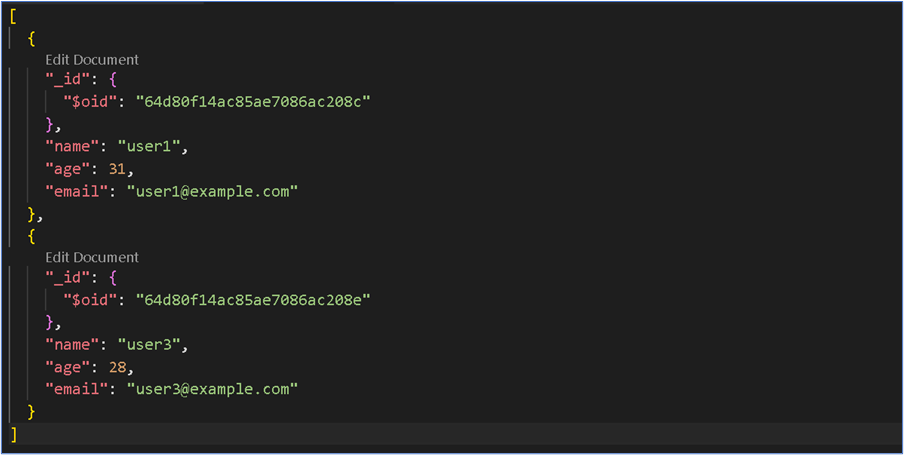 [
{
Edit Document
"_id": {
"$oid": "64d80f14ac85ae7086ac208c"
},
"name": "user1",
"age": 31,
"email": "user1@example.com"
},
{
Edit Document
"_id": {
"$oid": "64d80f14ac85ae7086ac208e"
},
"name": "user3",
"age": 28,
"email": "user3@example.com"
}
]